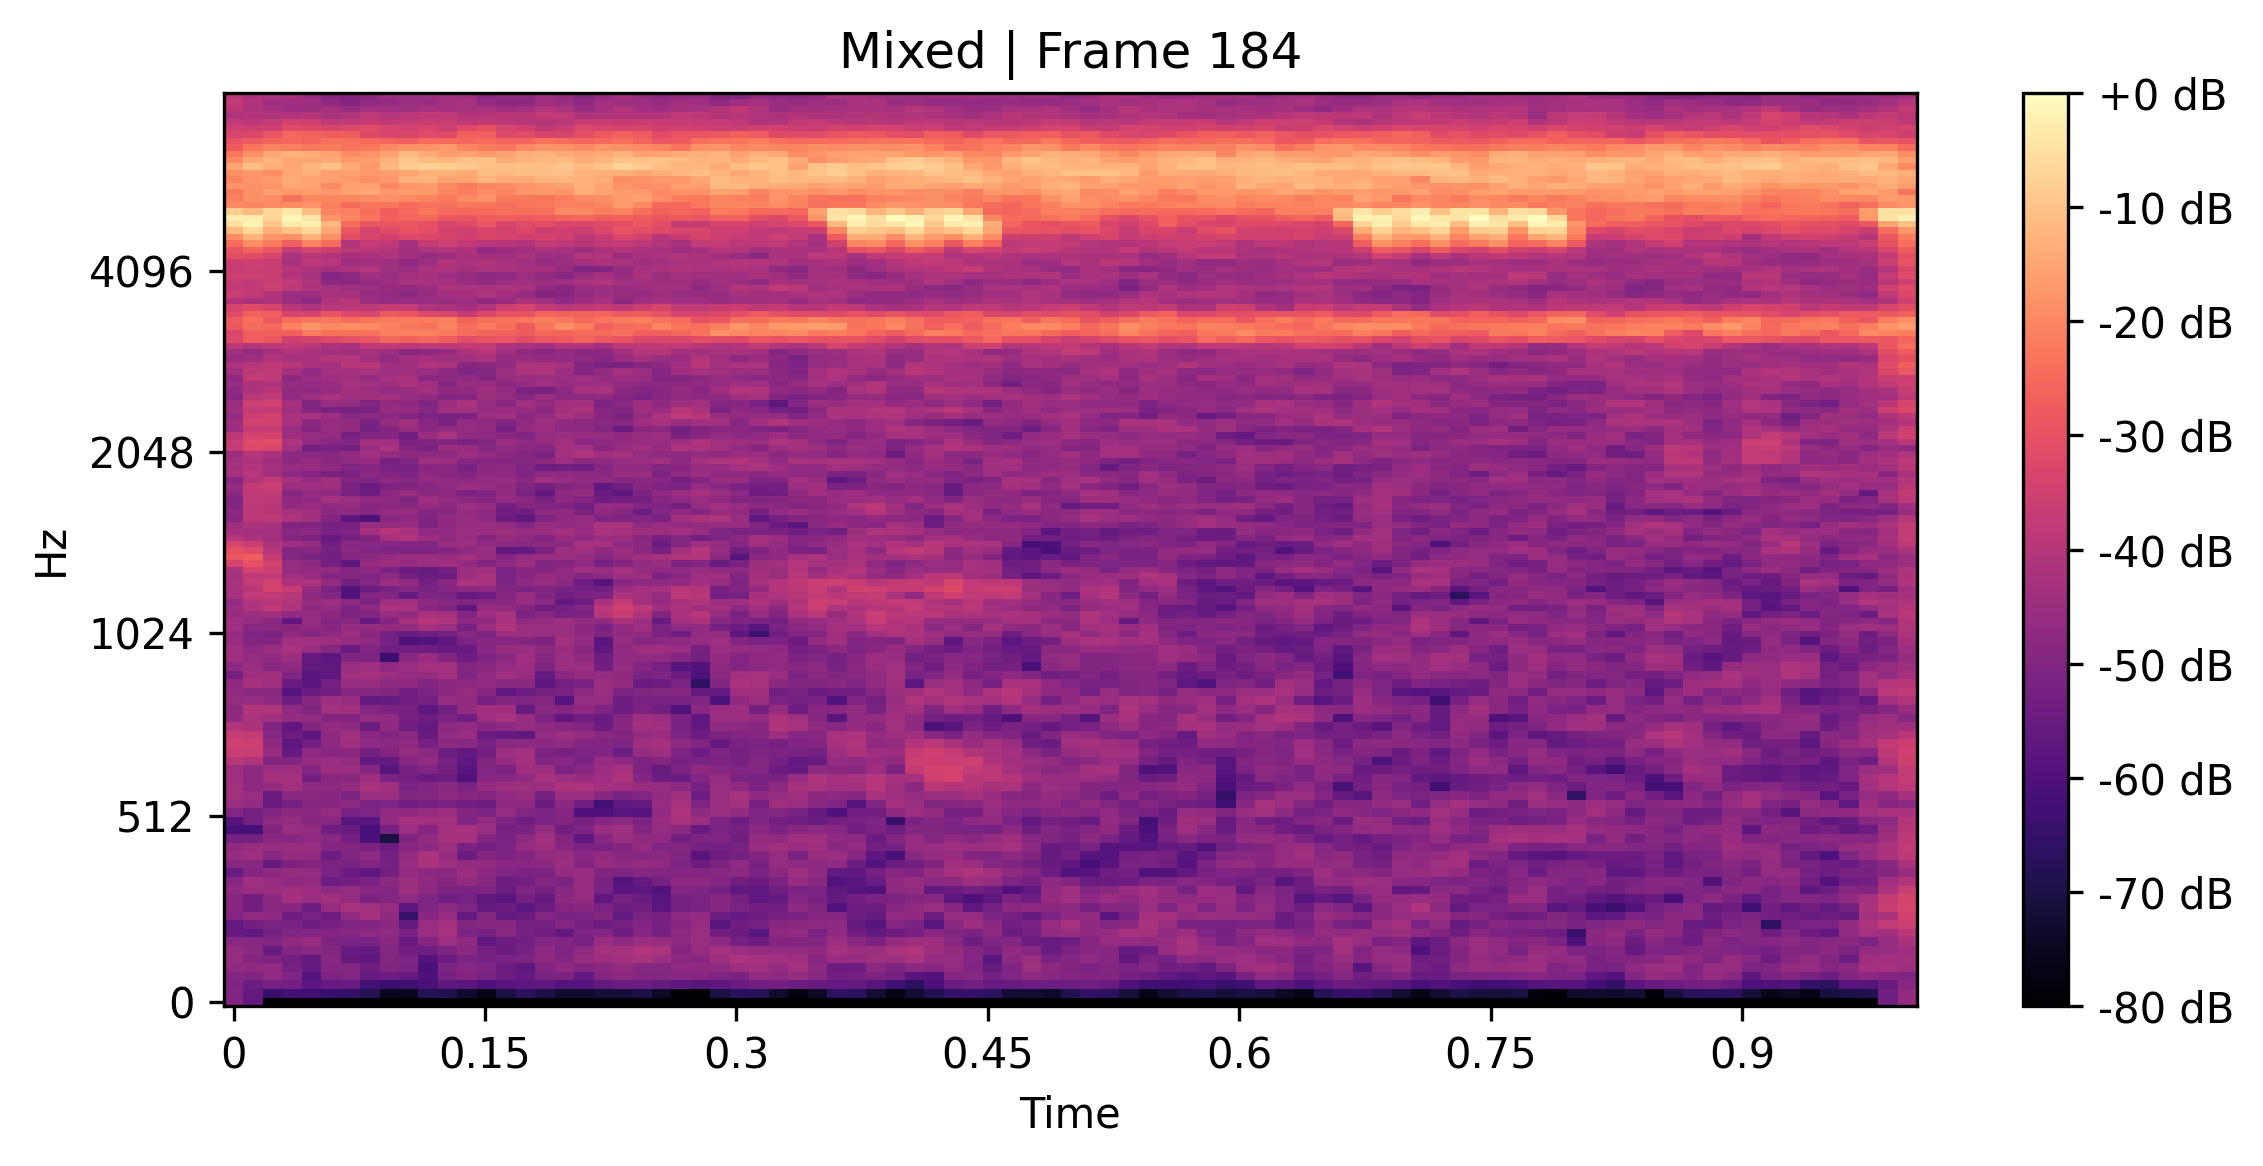 Mixed | Frame 184
Hz
4096
2048
1024
512
0
0 0.15 0.3 0.45 0.6 0.75 0.9
Time
+0 dB
-10 dB
-20 dB
-30 dB
-40 dB
-50 dB
-60 dB
-70 dB
-80 dB